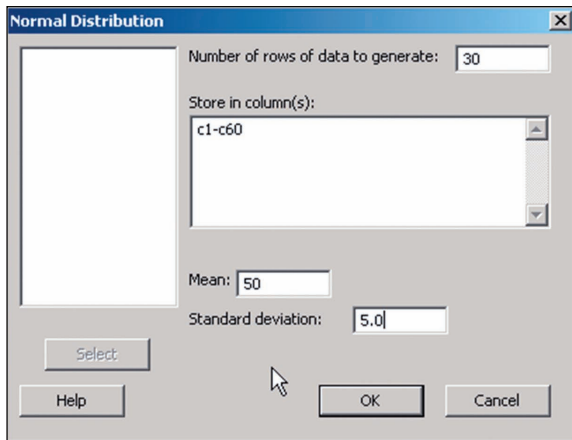 Normal Distribution
Number of rows of data to generate: 30
Store in column(s):
c1-c60
Mean: 50
Standard deviation: 5.0
Select
Help OK Cancel